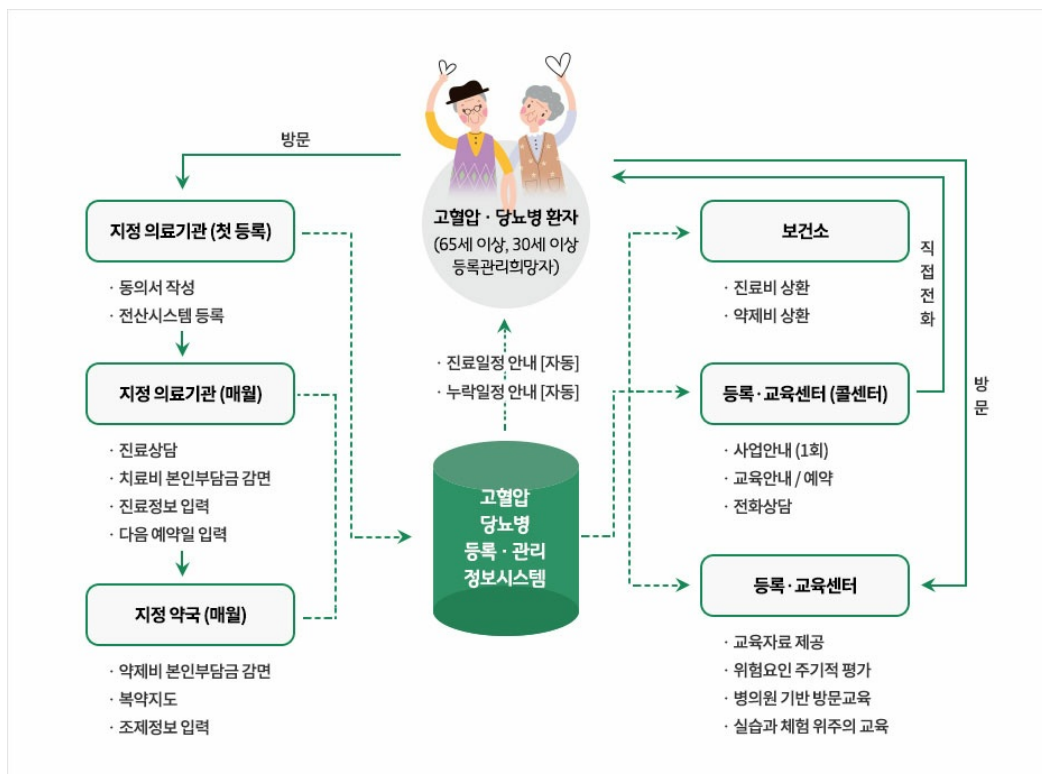 방문
고혈압 · 당뇨병 환자
(65세 이상, 30세 이상
등록관리희망자)
지정 의료기관 (첫 등록)
· 동의서 작성
· 전산시스템 등록
지정 의료기관 (매월)
· 진료상담
· 치료비 본인부담금 감면
· 진료정보 입력
· 다음 예약일 입력
지정 약국 (매월)
· 약제비 본인부담금 감면
· 복약지도
· 조제정보 입력
· 진료일정 안내 [자동]
· 누락일정 안내 [자동]
고혈압
당뇨병
등록 · 관리
정보시스템
보건소
· 진료비 상환
· 약제비 상환
등록·교육센터 (콜센터)
· 사업안내 (1회)
· 교육안내 / 예약
· 전화상담
등록·교육센터
· 교육자료 제공
· 위험요인 주기적 평가
· 병의원 기반 방문교육
· 실습과 체험 위주의 교육
직접전화
방문